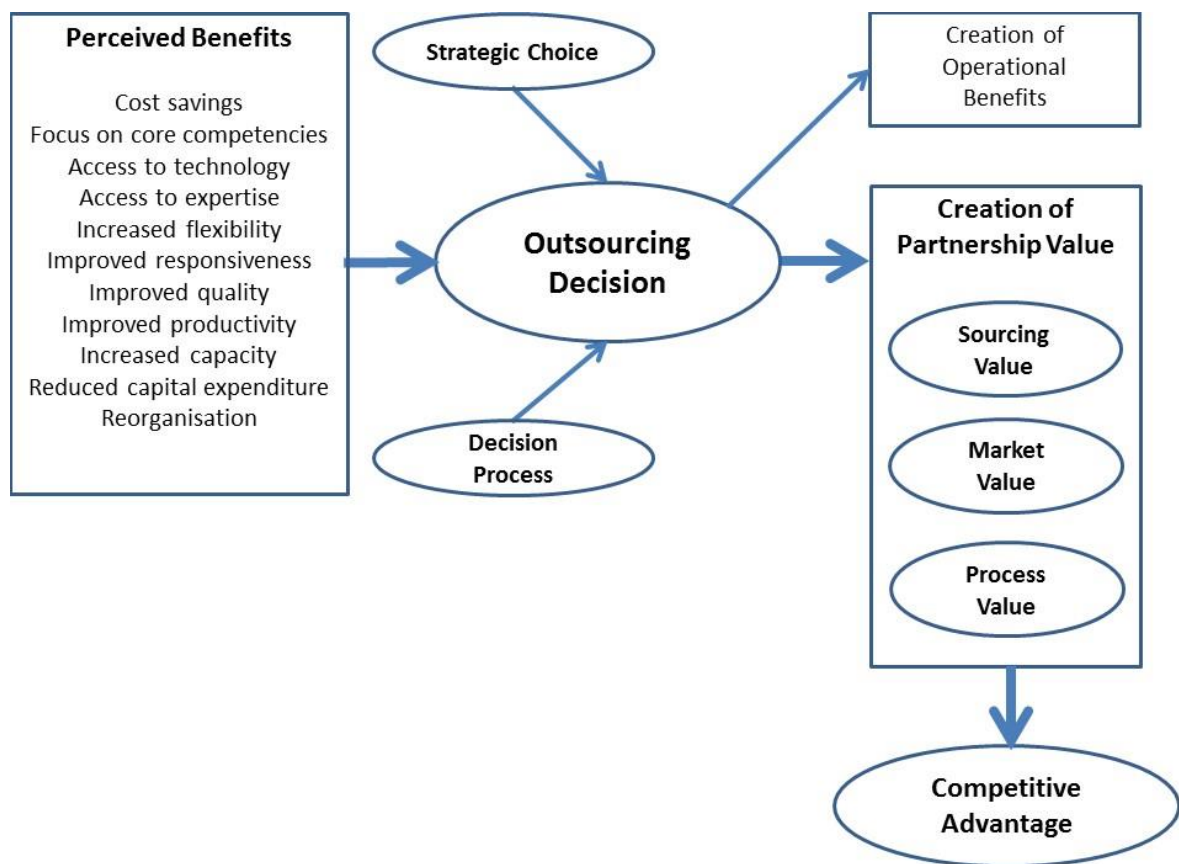 Perceived Benefits
Cost savings
Focus on core competencies
Access to technology
Access to expertise
Increased flexibility
Improved responsiveness
Improved quality
Improved productivity
Increased capacity
Reduced capital expenditure
Reorganisation
Strategic Choice
Outsourcing
Decision
Decision
Process
Creation of
Operational
Benefits
Creation of
Partnership Value
Sourcing
Value
Market
Value
Process
Value
Competitive
Advantage